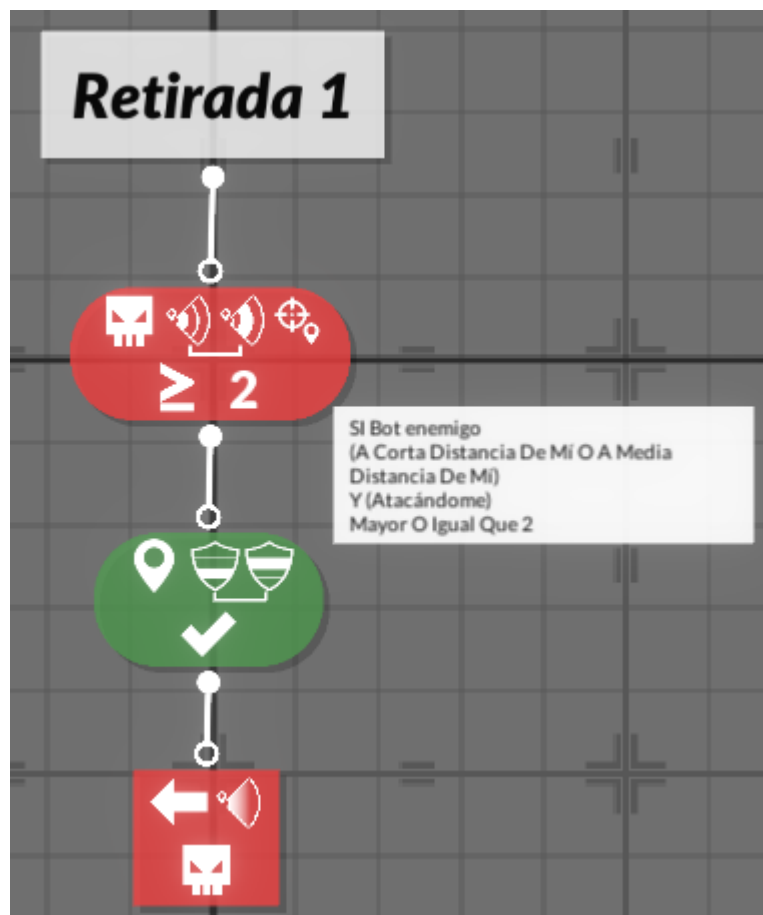 Retirada 1
≥ 2
SI Bot enemigo
(A Corta Distancia De Mí O A Media
Distancia De Mí)
Y (Atacándome)
Mayor O Igual Que 2